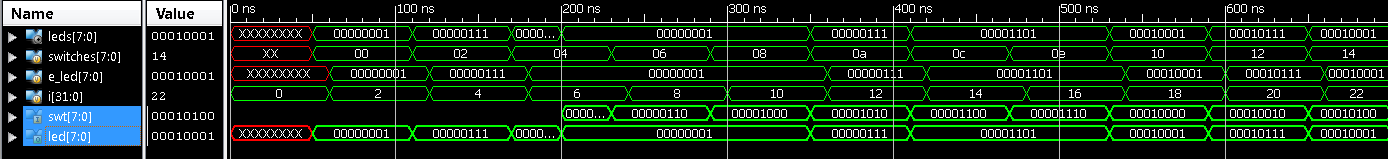 Name Value 0 ns 100 ns 200 ns 300 ns 400 ns 500 ns 600 ns
leds[7:0] 00010001 XXXXXXXX 00000001 00000111 0000... 00000001 00000111 00001101 00010001 00010111 00010001
switches[7:0] 14 XX 00 02 04 06 08 0a 0c 0e 10 12 14
e_led[7:0] 00010001 XXXXXXXX 00000001 00000111 00000001 00000111 00001101 00010001 00010111 00010001
i[31:0] 22 0 2 4 6 8 10 12 14 16 18 20 22
swt[7:0] 00010100 0000... 00000110 00001000 00001010 00001100 00001110 00010000 00010010 00010100
led[7:0] 00010001 XXXXXXXX 00000001 00000111 0000... 00000001 00000111 00001101 00010001 00010111 00010001